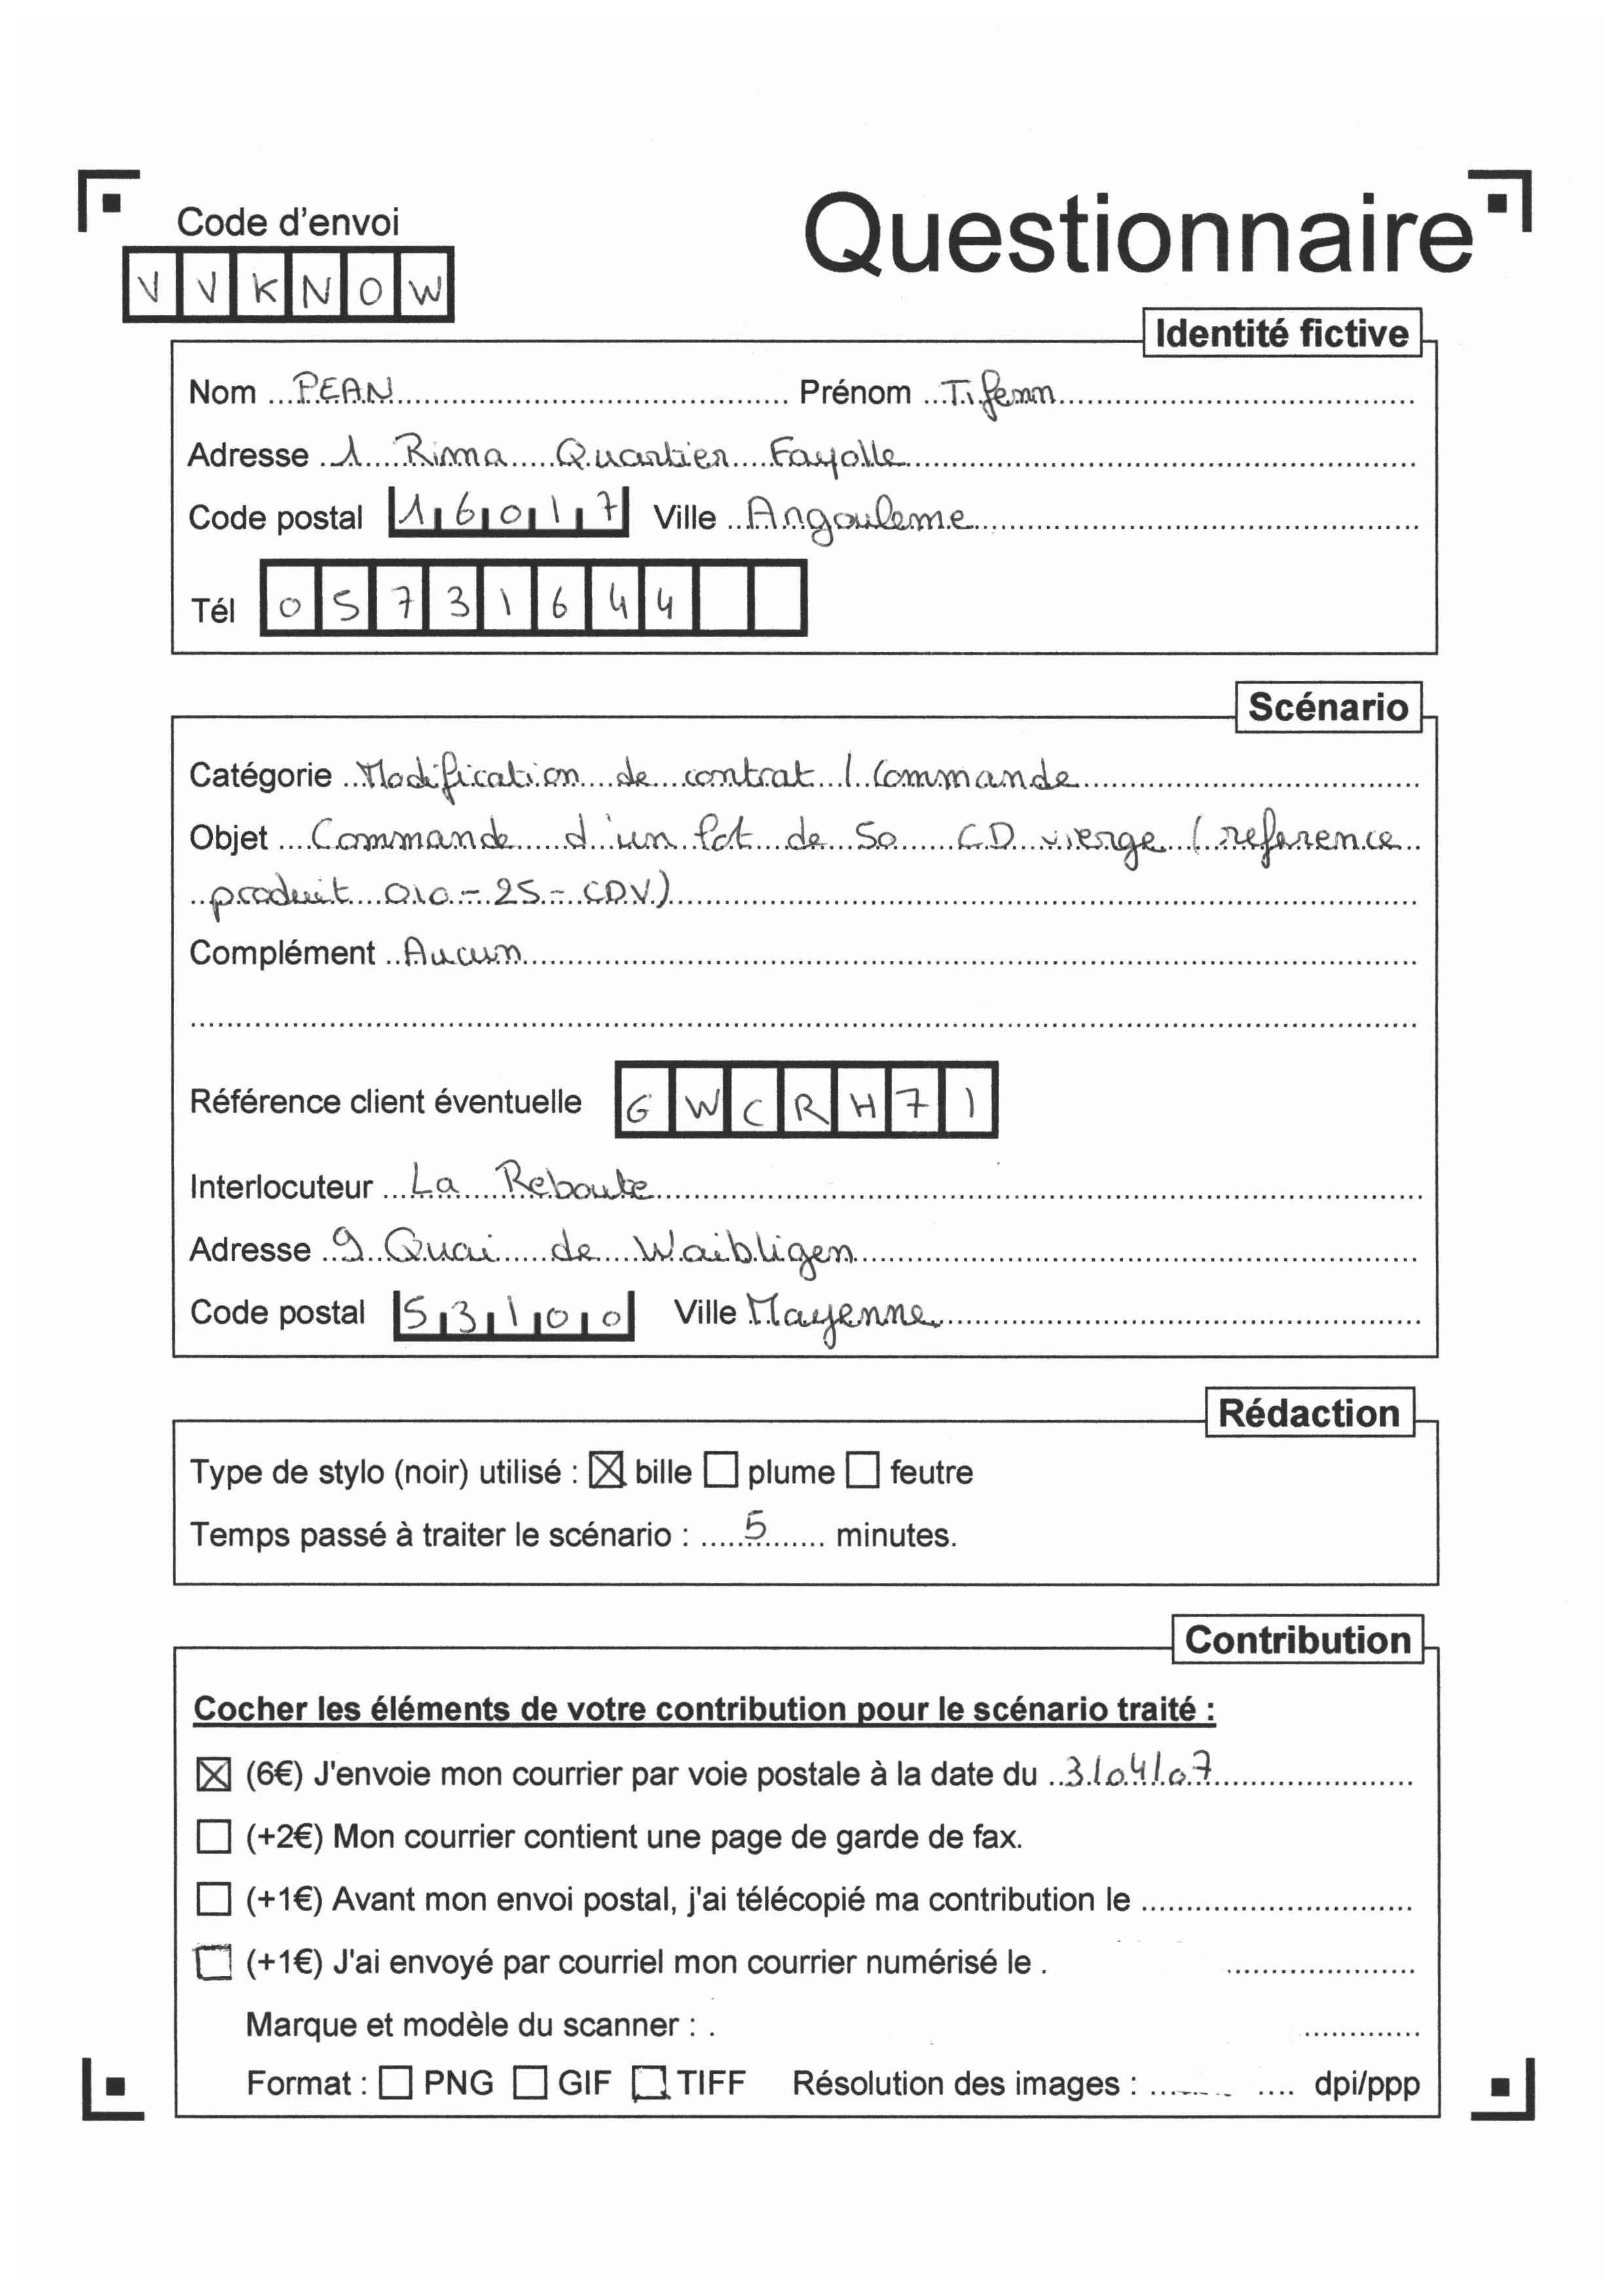 Code d'envoi
VVKNOW
Questionnaire
Identité fictive
Nom PEAN Prénom Tifenn
Adresse 1 Rima Quartier Fayolle
Code postal 16017 Ville Angouleme
Tél 05731644
Scénario
Catégorie Modification de contrat / Commande
Objet Commande d'un lot de 50 CD vierge (reference
produit 010-25-CDV)
Complément Aucun
Référence client éventuelle GWCRH71
Interlocuteur La Reboute
Adresse 9 Quai de Waibligen
Code postal 53100 Ville Mayenne
Rédaction
Type de stylo (noir) utilisé : bille plume feutre
Temps passé à traiter le scénario : 5 minutes.
Contribution
Cocher les éléments de votre contribution pour le scénario traité :
(6€) J'envoie mon courrier par voie postale à la date du 3/04/07
(+2€) Mon courrier contient une page de garde de fax.
(+1€) Avant mon envoi postal, j'ai télécopié ma contribution le
(+1€) J'ai envoyé par courriel mon courrier numérisé le
Marque et modèle du scanner :
Format : PNG GIF TIFF Résolution des images : dpi/ppp